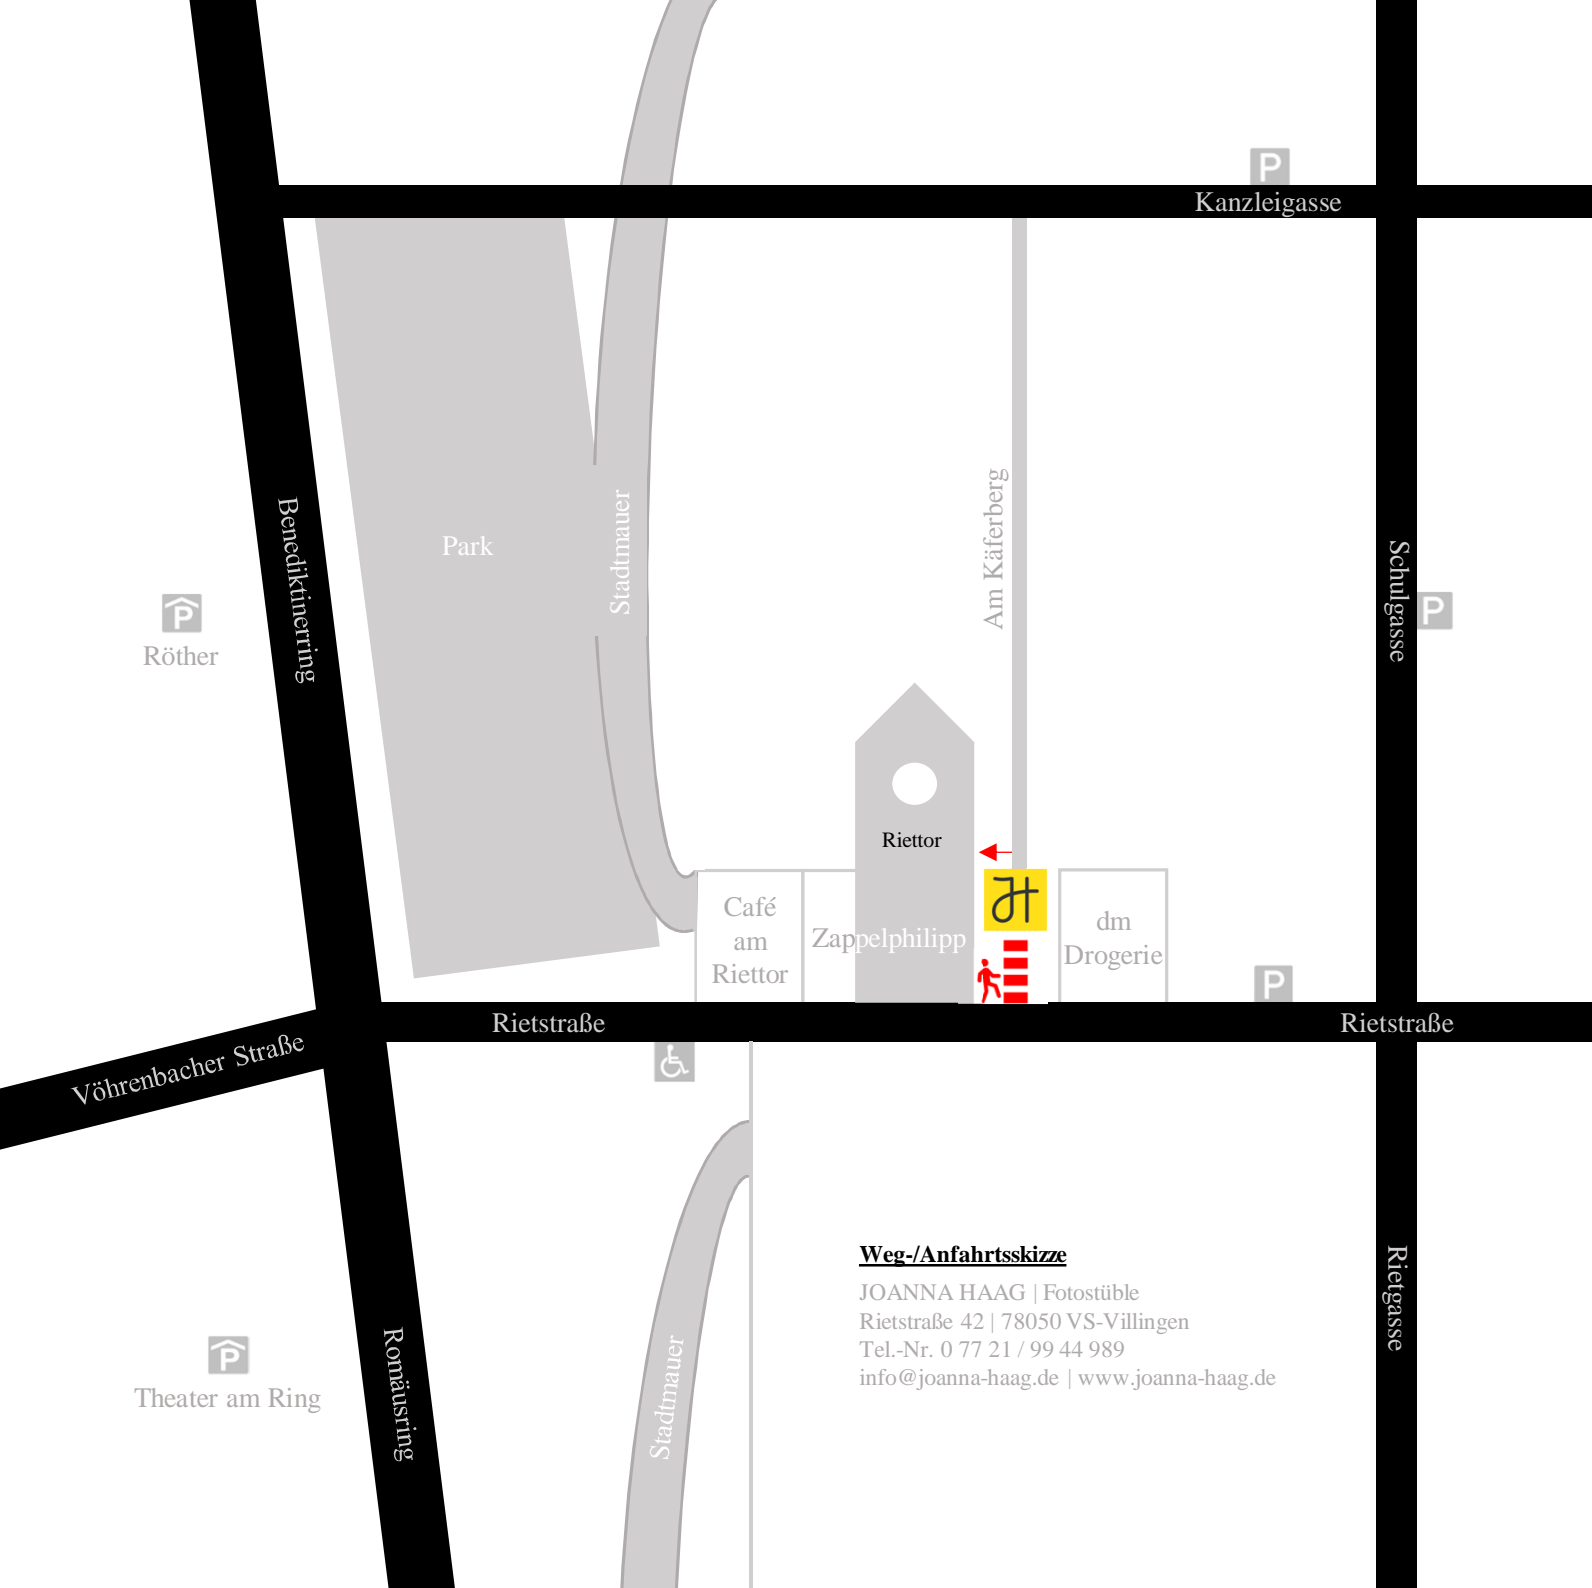 P
Kanzleigasse
Benediktinerring
Park
Stadtmauer
Am Käferberg
Schulgasse
P
P
Röther
Riettor
Café
am
Riettor
Zappelphilipp
JH
dm
Drogerie
P
Rietstraße
Rietstraße
Vöhrenbacher Straße
Weg-/Anfahrtsskizze
JOANNA HAAG | Fotostüble
Rietstraße 42 | 78050 VS-Villingen
Tel.-Nr. 0 77 21 / 99 44 989
info@joanna-haag.de | www.joanna-haag.de
Rietgasse
Stadtmauer
Romäusring
P
Theater am Ring